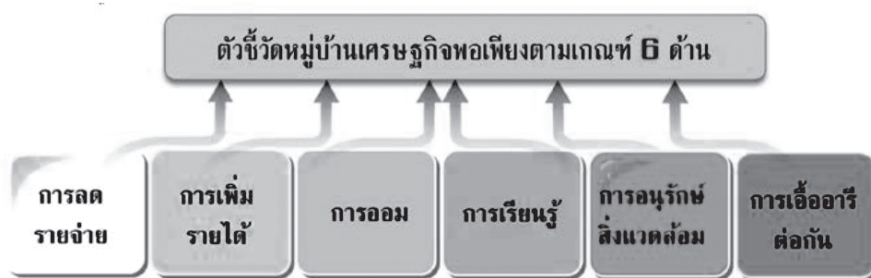 ตัวชี้วัดหมู่บ้านเศรษฐกิจพอเพียงตามเกณฑ์ 6 ด้าน
การลด
รายจ่าย
การเพิ่ม
รายได้
การออม
การเรียนรู้
การอนุรักษ์
สิ่งแวดล้อม
การเอื้ออารี
ต่อกัน